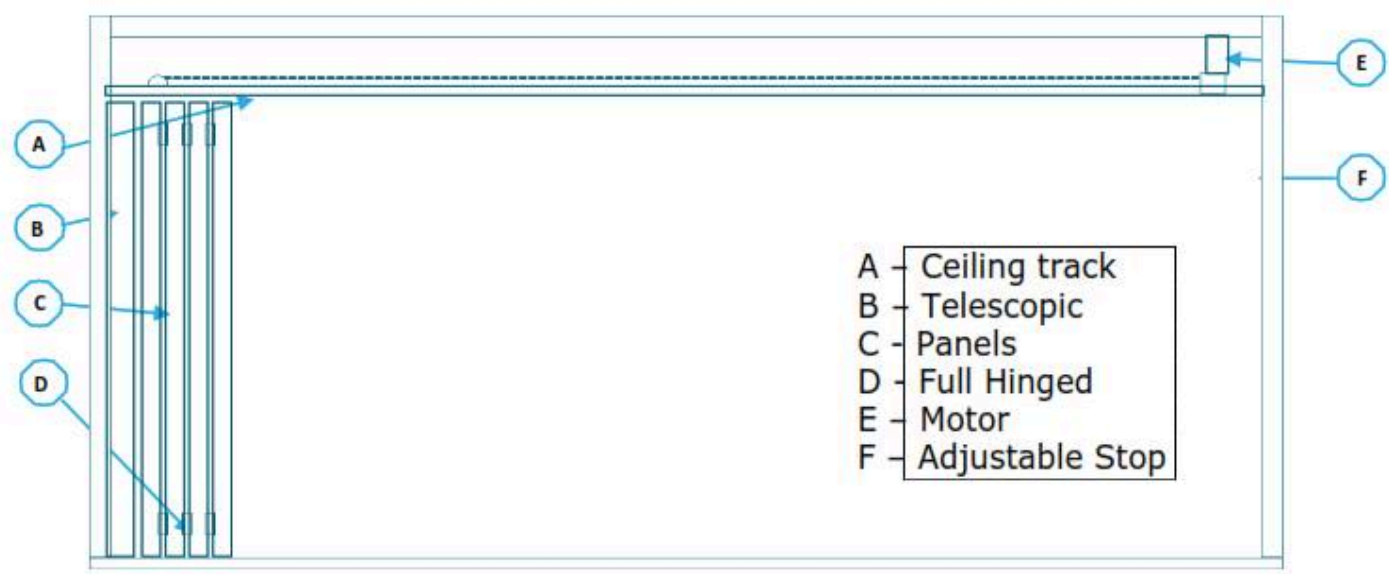 E
A
F
B
C
D
A – Ceiling track
B – Telescopic
C - Panels
D - Full Hinged
E – Motor
F – Adjustable Stop